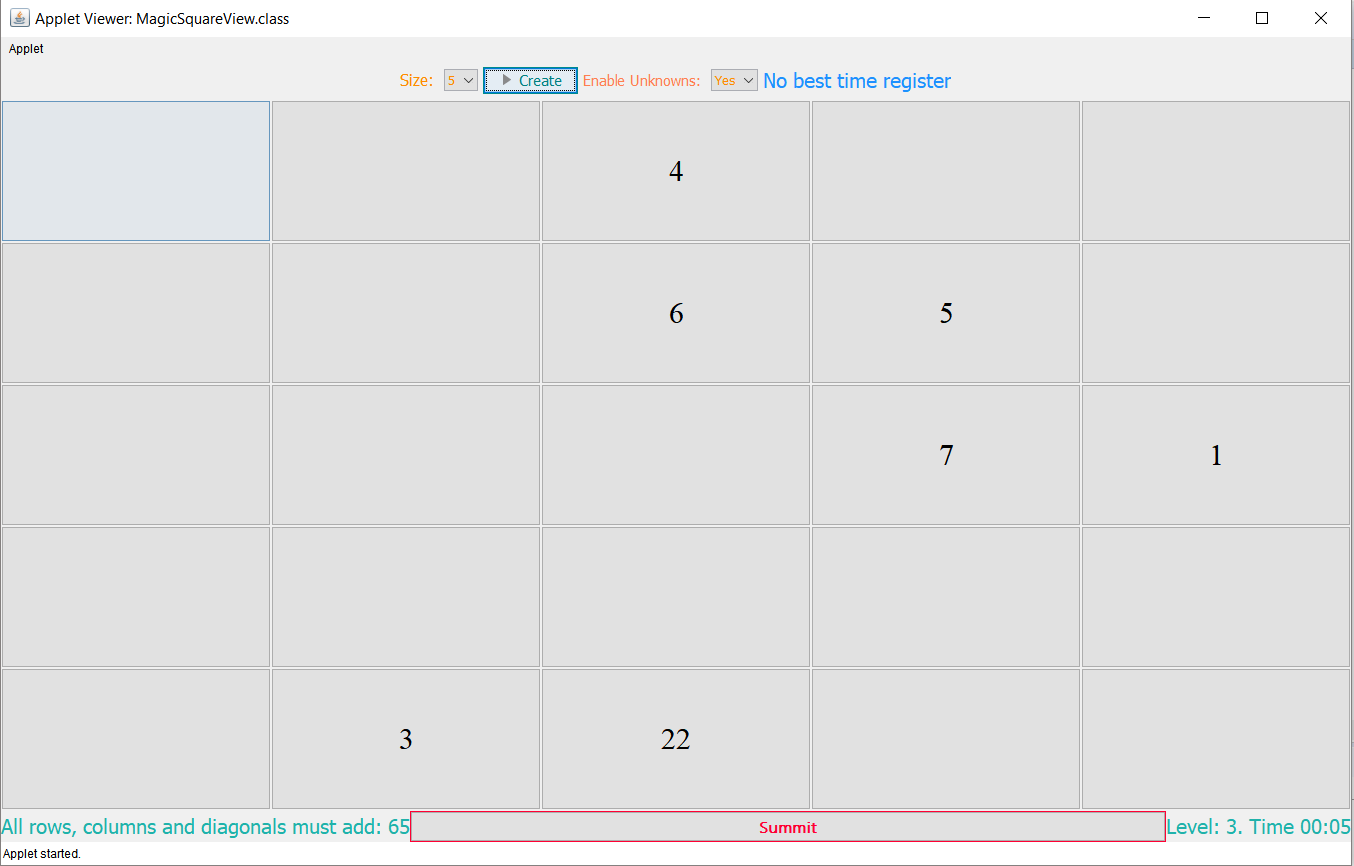 Applet Viewer: MagicSquareView.class
Applet
Size: 5 Create Enable Unknowns: Yes No best time register
4
6 5
7 1
3 22
All rows, columns and diagonals must add: 65 Summit Level: 3. Time 00:05
Applet started.